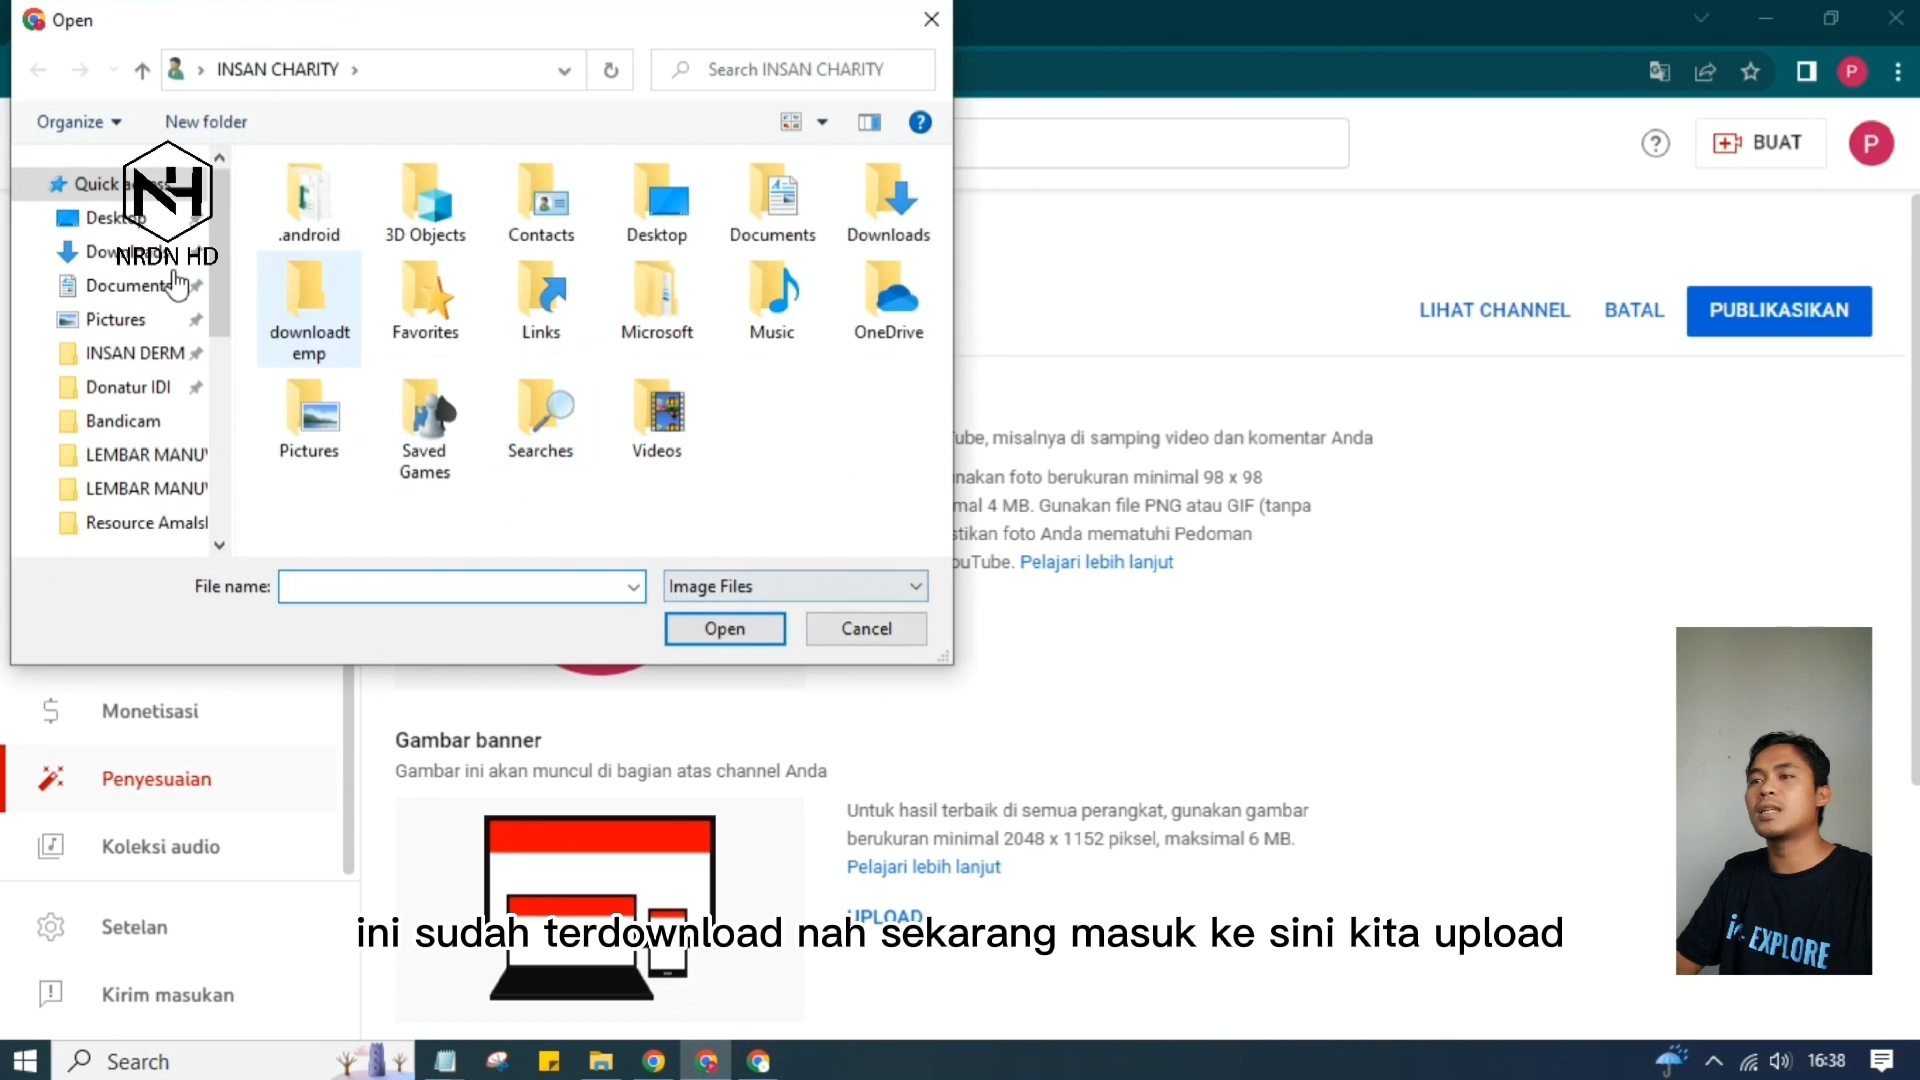 Open
INSAN CHARITY
Search INSAN CHARITY
Organize
New folder
P
BUAT
P
Quick access
Desktop
Downloads
Documents
Pictures
INSAN DERM
Donatur IDI
Bandicam
LEMBAR MANU
LEMBAR MANU
Resource Amals
NRDN HD
.android
3D Objects
Contacts
Desktop
Documents
Downloads
downloadt
emp
Favorites
Links
Microsoft
Music
OneDrive
Pictures
Saved
Games
Searches
Videos
File name:
Image Files
Open
Cancel
LIHAT CHANNEL
BATAL
PUBLIKASIKAN
ube, misalnya di samping video dan komentar Anda
nakan foto berukuran minimal 98 x 98
mal 4 MB. Gunakan file PNG atau GIF (tanpa
stikan foto Anda mematuhi Pedoman
ouTube. Pelajari lebih lanjut
Monetisasi
Penyesuaian
Koleksi audio
Setelan
Kirim masukan
Gambar banner
Gambar ini akan muncul di bagian atas channel Anda
Untuk hasil terbaik di semua perangkat, gunakan gambar
berukuran minimal 2048 x 1152 piksel, maksimal 6 MB.
Pelajari lebih lanjut
UPLOAD
ini sudah terdownload nah sekarang masuk ke sini kita upload
EXPLORE
Search
16:38